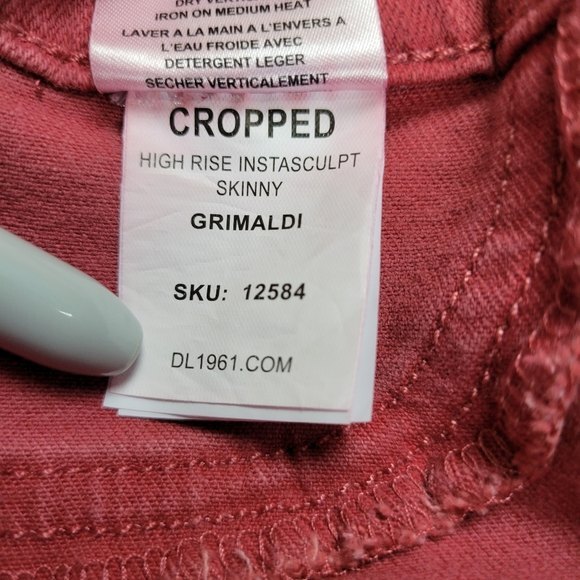 DRY VERTICALLY
IRON ON MEDIUM HEAT
LAVER A LA MAIN A L'ENVERS A
L'EAU FROIDE AVEC
DETERGENT LEGER
SECHER VERTICALEMENT
CROPPED
HIGH RISE INSTASCULPT
SKINNY
GRIMALDI
SKU: 12584
DL1961.COM